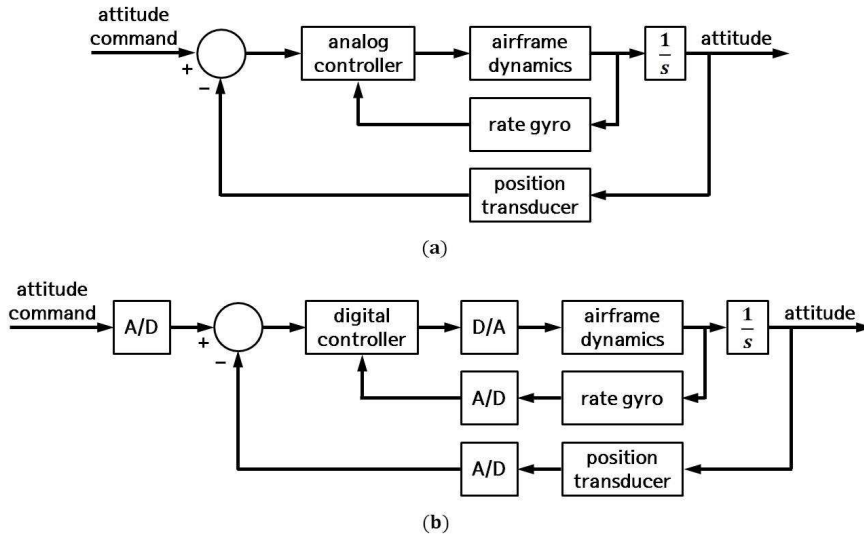 attitude
command
+
−
analog
controller
airframe
dynamics
1
s
attitude
rate gyro
position
transducer
(a)
attitude
command
A/D
+
−
digital
controller
D/A
airframe
dynamics
1
s
attitude
A/D
rate gyro
A/D
position
transducer
(b)